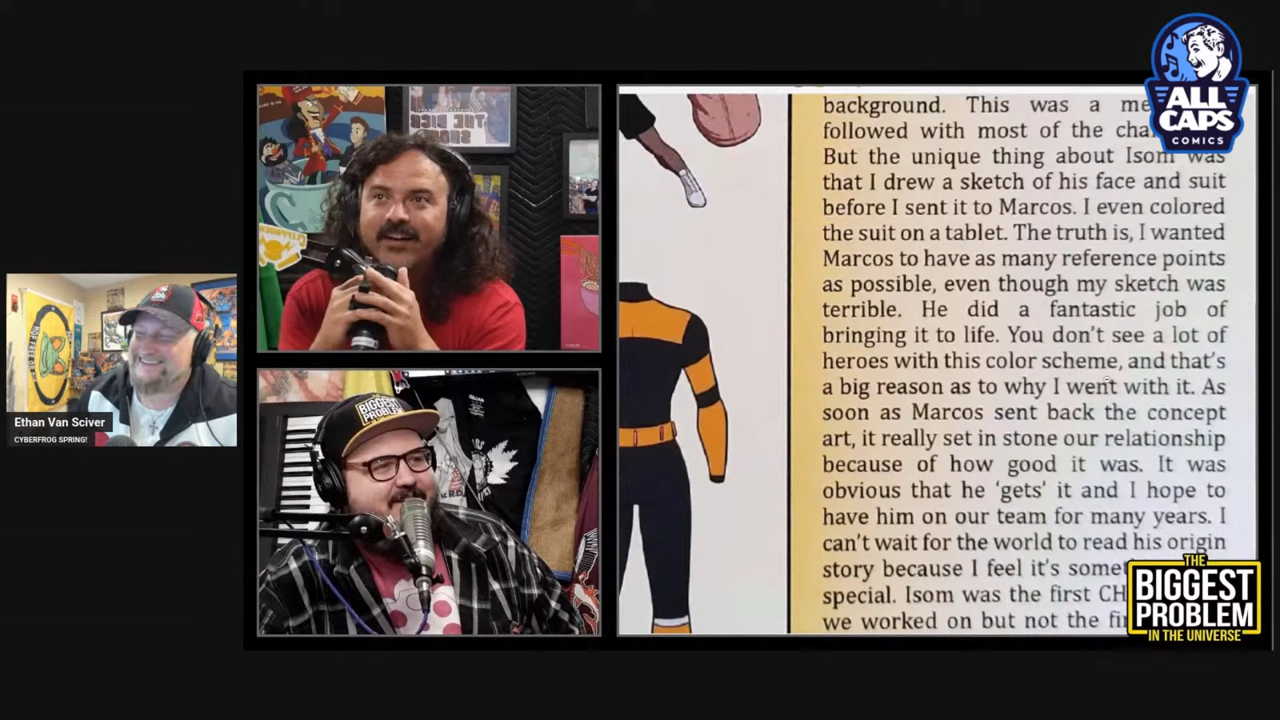 ALL
CAPS
COMICS
THE DICK
SHOW
background. This was a
followed with most of the
But the unique thing about Isom was
that I drew a sketch of his face and suit
before I sent it to Marcos. I even colored
the suit on a tablet. The truth is, I wanted
Marcos to have as many reference points
as possible, even though my sketch was
terrible. He did a fantastic job of
bringing it to life. You don't see a lot of
heroes with this color scheme, and that's
a big reason as to why I went with it. As
soon as Marcos sent back the concept
art, it really set in stone our relationship
because of how good it was. It was
obvious that he 'gets' it and I hope to
have him on our team for many years. I
can't wait for the world to read his origin
story because I feel it's
special. Isom was the first
we worked on but not the
Ethan Van Sciver
CYBERFROG SPRING!
BIGGEST
PROBLEM
THE
BIGGEST
PROBLEM
IN THE UNIVERSE